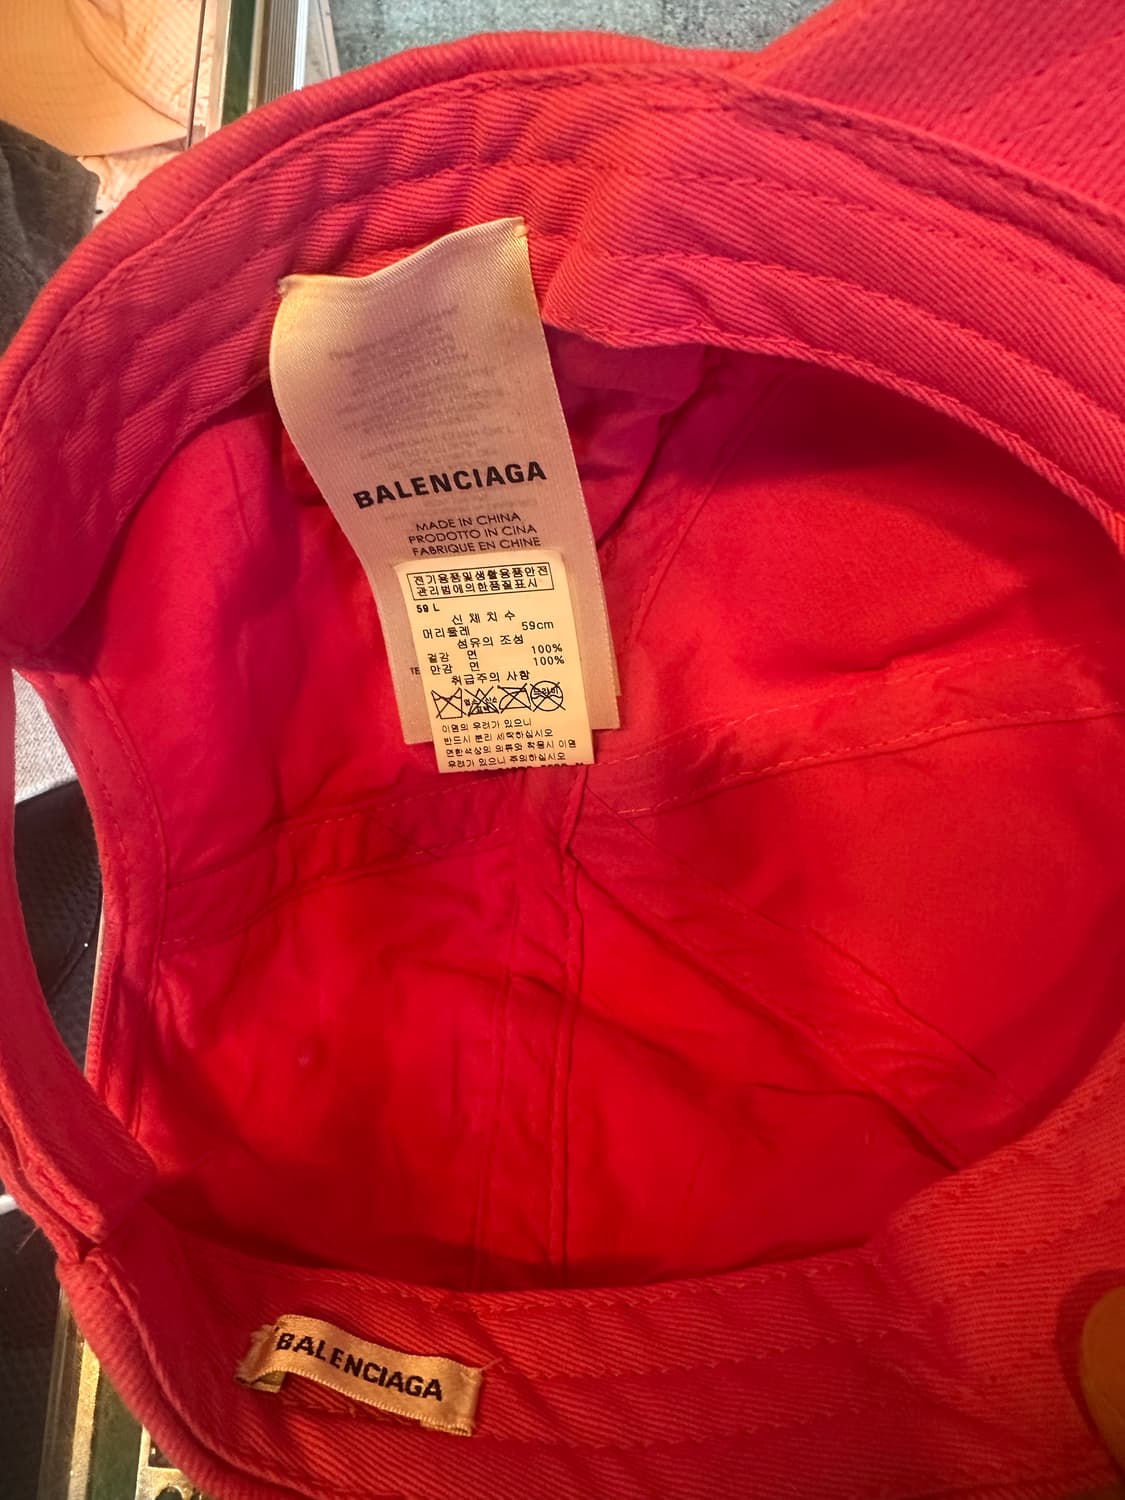 BALENCIAGA
MADE IN CHINA
PRODOTTO IN CINA
FABRIQUE EN CHINE
전기용품및생활용품안전
관리법에의한품질표시
59 L
신 체 치 수
머리둘레 59cm
섬유의 조성
겉감 면 100%
안감 면 100%
취급주의 사항
드라이
이염의 우려가 있으니
반드시 분리 세탁하십시오
연한색상의 의류와 착용시 이염
우려가 있으니 주의하십시오
BALENCIAGA